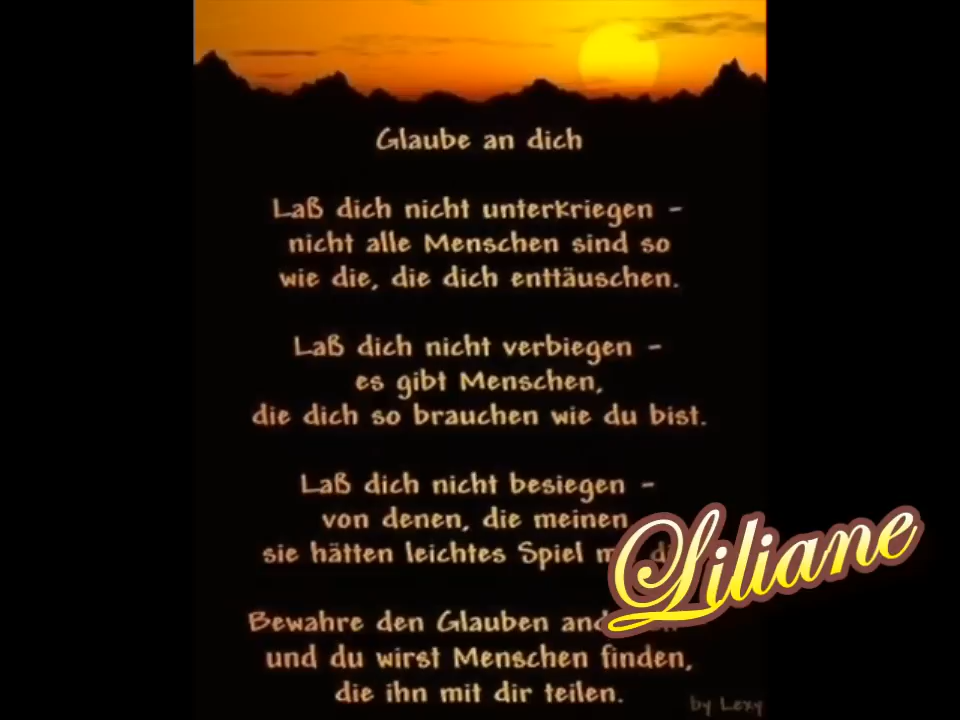 Glaube an dich
Laß dich nicht unterkriegen -
nicht alle Menschen sind so
wie die, die dich enttäuschen.
Laß dich nicht verbiegen -
es gibt Menschen,
die dich so brauchen wie du bist.
Laß dich nicht besiegen -
von denen, die meinen
sie hätten leichtes Spiel
Liliane
Bewahre den Glauben
und du wirst Menschen finden,
die ihn mit dir teilen.
by Lexy